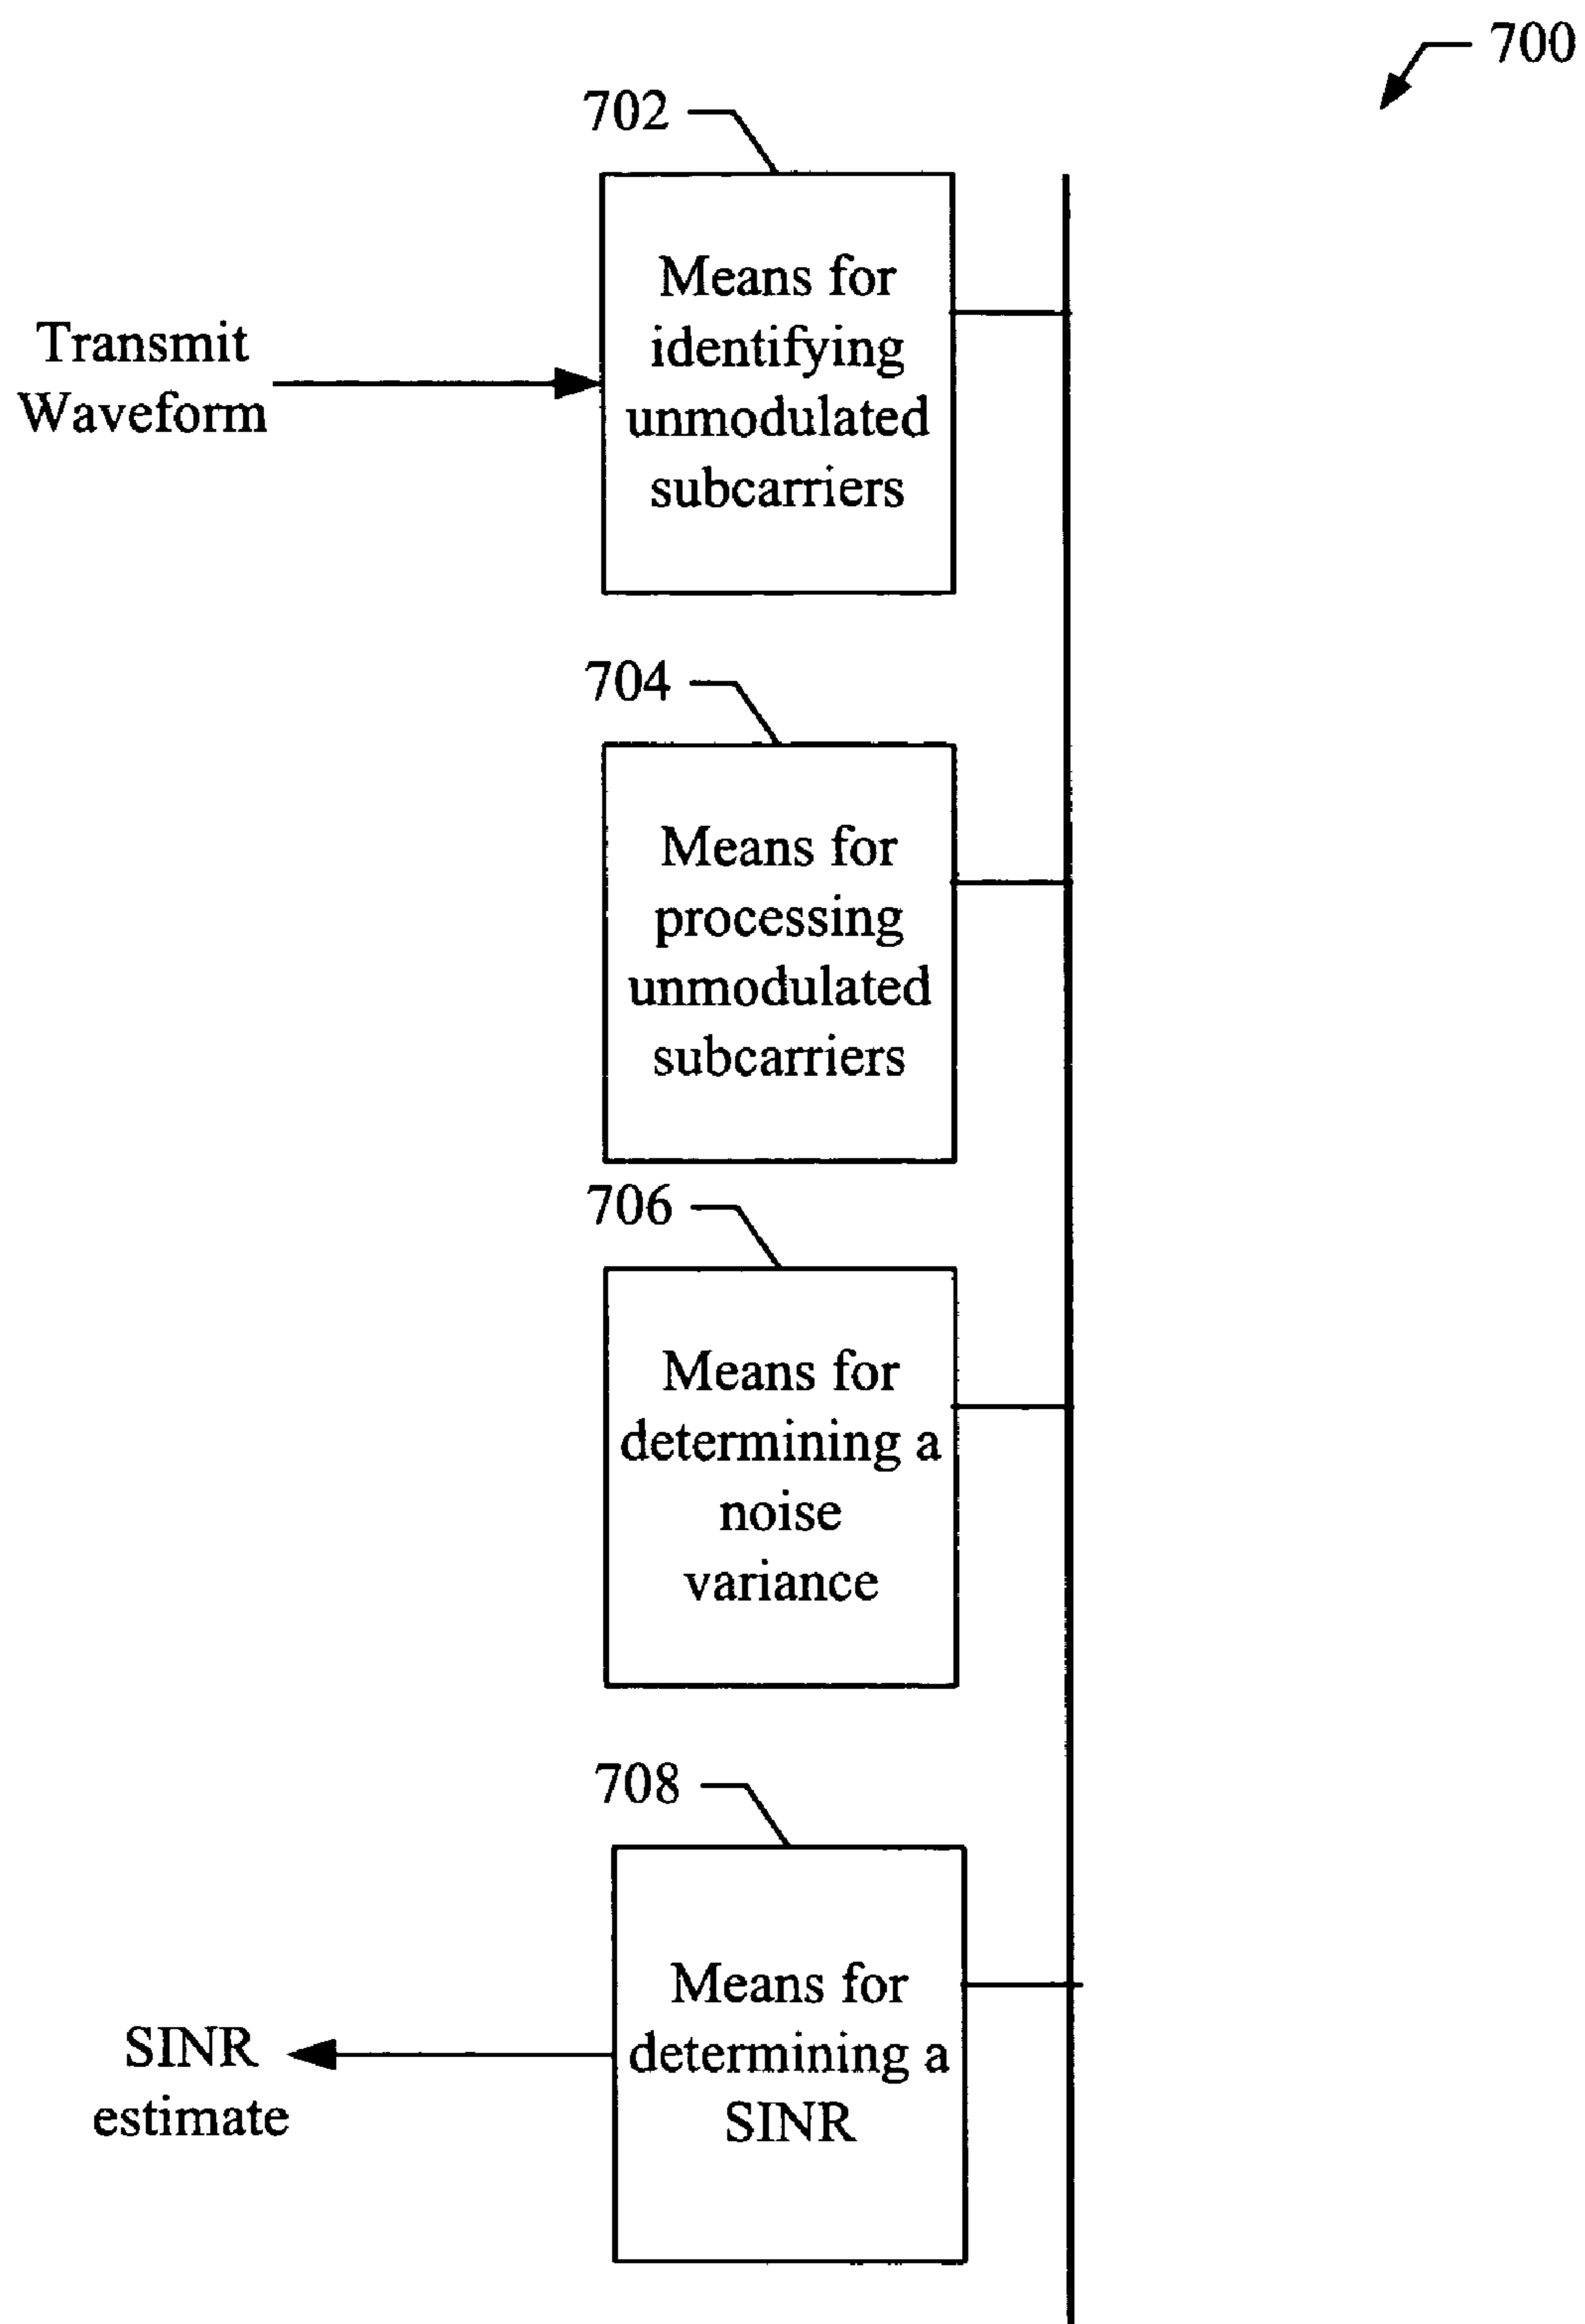 700
702
Means for
identifying
unmodulated
subcarriers
Transmit
Waveform
704
Means for
processing
unmodulated
subcarriers
706
Means for
determining a
noise
variance
708
Means for
determining a
SINR
SINR
estimate